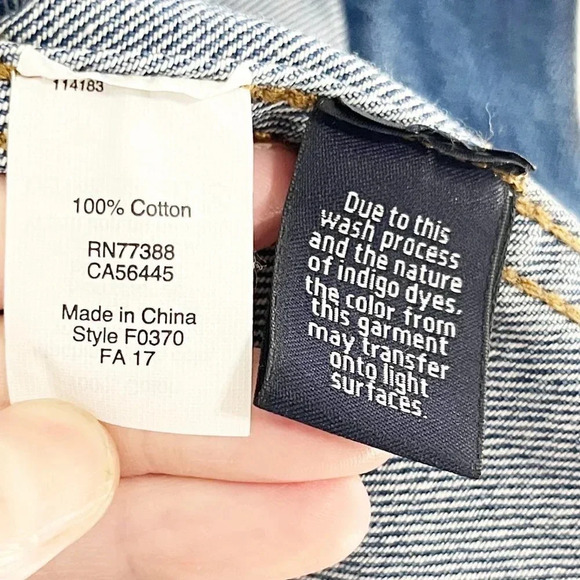 114183
100% Cotton
RN77388
CA56445
Made in China
Style F0370
FA 17
Due to this
wash process
and the nature
of indigo dyes,
the color from
this garment
may transfer
onto light
surfaces.